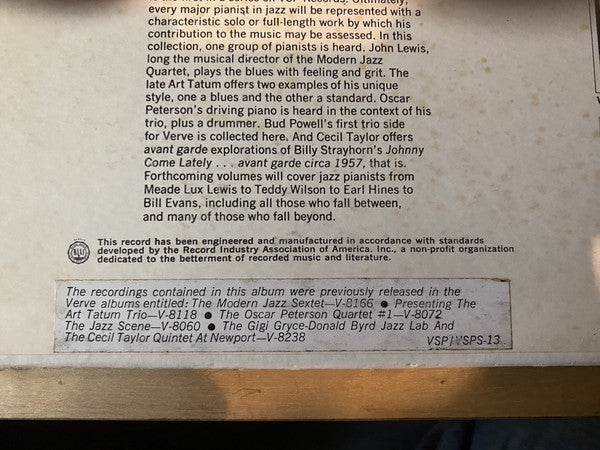 is the first in a series on VSP Records. Ultimately,
every major pianist in jazz will be represented with a
characteristic solo or full-length work by which his
contribution to the music may be assessed. In this
collection, one group of pianists is heard. John Lewis,
long the musical director of the Modern Jazz
Quartet, plays the blues with feeling and grit. The
late Art Tatum offers two examples of his unique
style, one a blues and the other a standard. Oscar
Peterson's driving piano is heard in the context of his
trio, plus a drummer. Bud Powell's first trio side
for Verve is collected here. And Cecil Taylor offers
avant garde explorations of Billy Strayhorn's Johnny
Come Lately . . . avant garde circa 1957, that is.
Forthcoming volumes will cover jazz pianists from
Meade Lux Lewis to Teddy Wilson to Earl Hines to
Bill Evans, including all those who fall between,
and many of those who fall beyond.
This record has been engineered and manufactured in accordance with standards
developed by the Record Industry Association of America. Inc., a non-profit organization
dedicated to the betterment of recorded music and literature.
The recordings contained in this album were previously released in the
Verve albums entitled: The Modern Jazz Sextet—V-8166 ● Presenting The
Art Tatum Trio—V-8118 ● The Oscar Peterson Quartet #1—V-8072
The Jazz Scene—V-8060 ● The Gigi Gryce-Donald Byrd Jazz Lab And
The Cecil Taylor Quintet At Newport—V-8238
VSP/VSPS-13